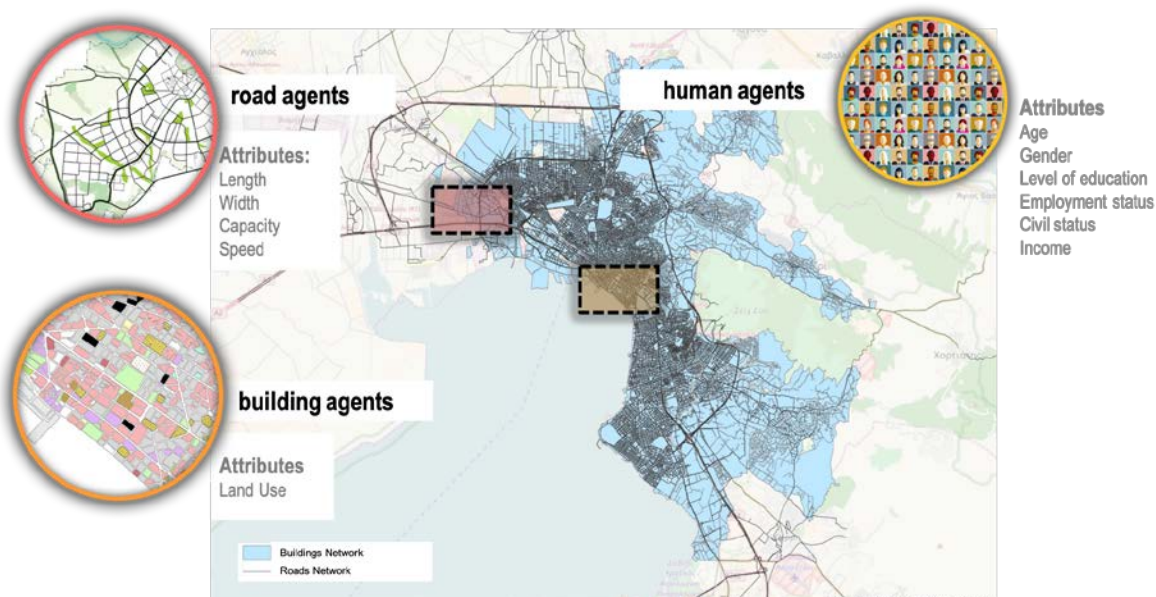 road agents
Attributes:
Length
Width
Capacity
Speed
human agents
Attributes
Age
Gender
Level of education
Employment status
Civil status
Income
building agents
Attributes
Land Use
Buildings Network
Roads Network
Χορτιάτης